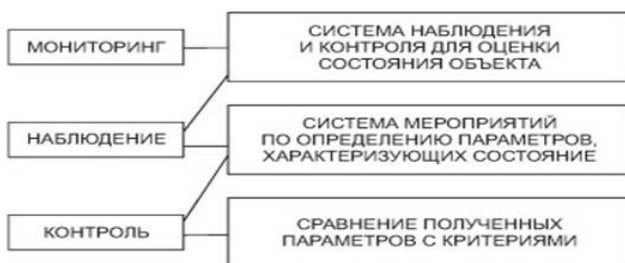 МОНИТОРИНГ
СИСТЕМА НАБЛЮДЕНИЯ
И КОНТРОЛЯ ДЛЯ ОЦЕНКИ
СОСТОЯНИЯ ОБЪЕКТА
НАБЛЮДЕНИЕ
СИСТЕМА МЕРОПРИЯТИЙ
ПО ОПРЕДЕЛЕНИЮ ПАРАМЕТРОВ,
ХАРАКТЕРИЗУЮЩИХ СОСТОЯНИЕ
КОНТРОЛЬ
СРАВНЕНИЕ ПОЛУЧЕННЫХ
ПАРАМЕТРОВ С КРИТЕРИЯМИ